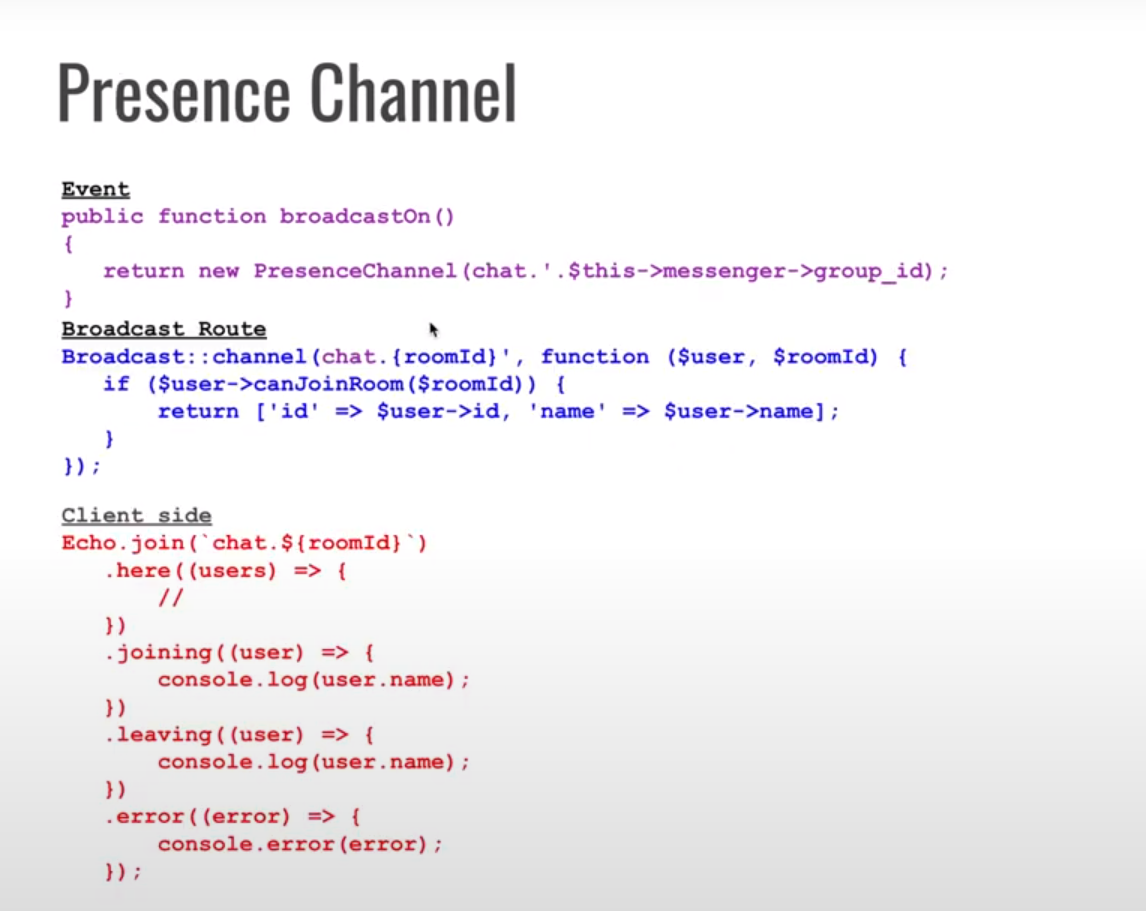 Presence Channel
Event
public function broadcastOn()
{
return new PresenceChannel(chat.'.$this->messenger->group_id);
}
Broadcast Route
Broadcast::channel(chat.{roomId}', function ($user, $roomId) {
if ($user->canJoinRoom($roomId)) {
return ['id' => $user->id, 'name' => $user->name];
}
});
Client side
Echo.join(`chat.${roomId}`)
.here((users) => {
//
})
.joining((user) => {
console.log(user.name);
})
.leaving((user) => {
console.log(user.name);
})
.error((error) => {
console.error(error);
});